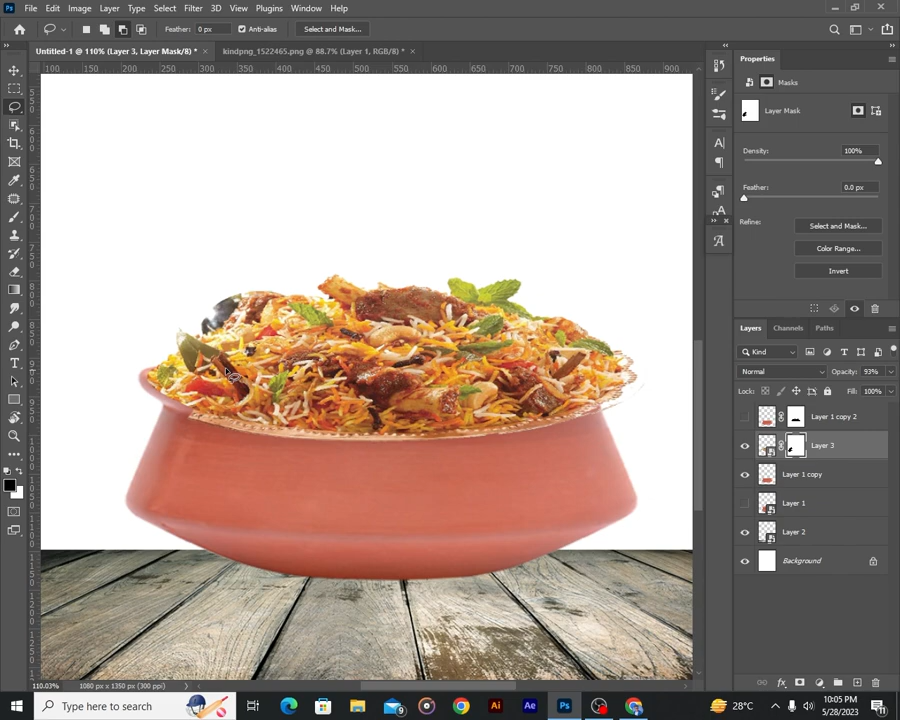 File Edit Image Layer Type Select Filter 3D View Plugins Window Help
Feather: 0 px Anti-alias Select and Mask...
Untitled-1 @ 110% (Layer 3, Layer Mask/8) * × kindpng_1522465.png @ 88.7% (Layer 1, RGB/8) * ×
100 150 200 250 300 350 400 450 500 550 600 650 700 750 800 850 900
Properties
Masks
Layer Mask
Density: 100%
Feather: 0.0 px
Refine: Select and Mask...
Color Range...
Invert
Layers Channels Paths
Kind
Normal Opacity: 93%
Lock: Fill: 100%
Layer 1 copy 2
Layer 3
Layer 1 copy
Layer 1
Layer 2
Background
110.03% 1080 px x 1350 px (300 ppi)
Type here to search
28°C
10:05 PM
5/28/2023